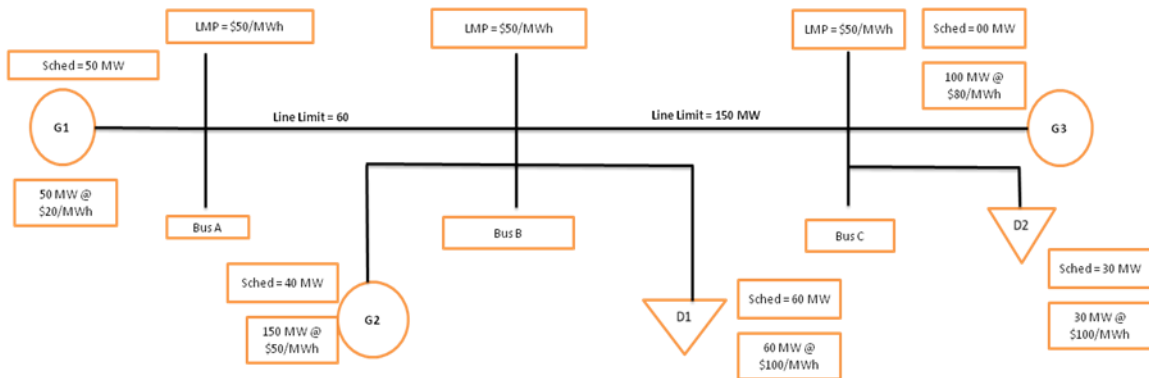 LMP = $50/MWh
LMP = $50/MWh
LMP = $50/MWh
Sched = 00 MW
Sched = 50 MW
100 MW @
$80/MWh
G1
Line Limit = 60
Line Limit = 150 MW
G3
50 MW @
$20/MWh
Bus A
Bus B
Bus C
D2
Sched = 40 MW
G2
150 MW @
$50/MWh
D1
Sched = 60 MW
60 MW @
$100/MWh
Sched = 30 MW
30 MW @
$100/MWh